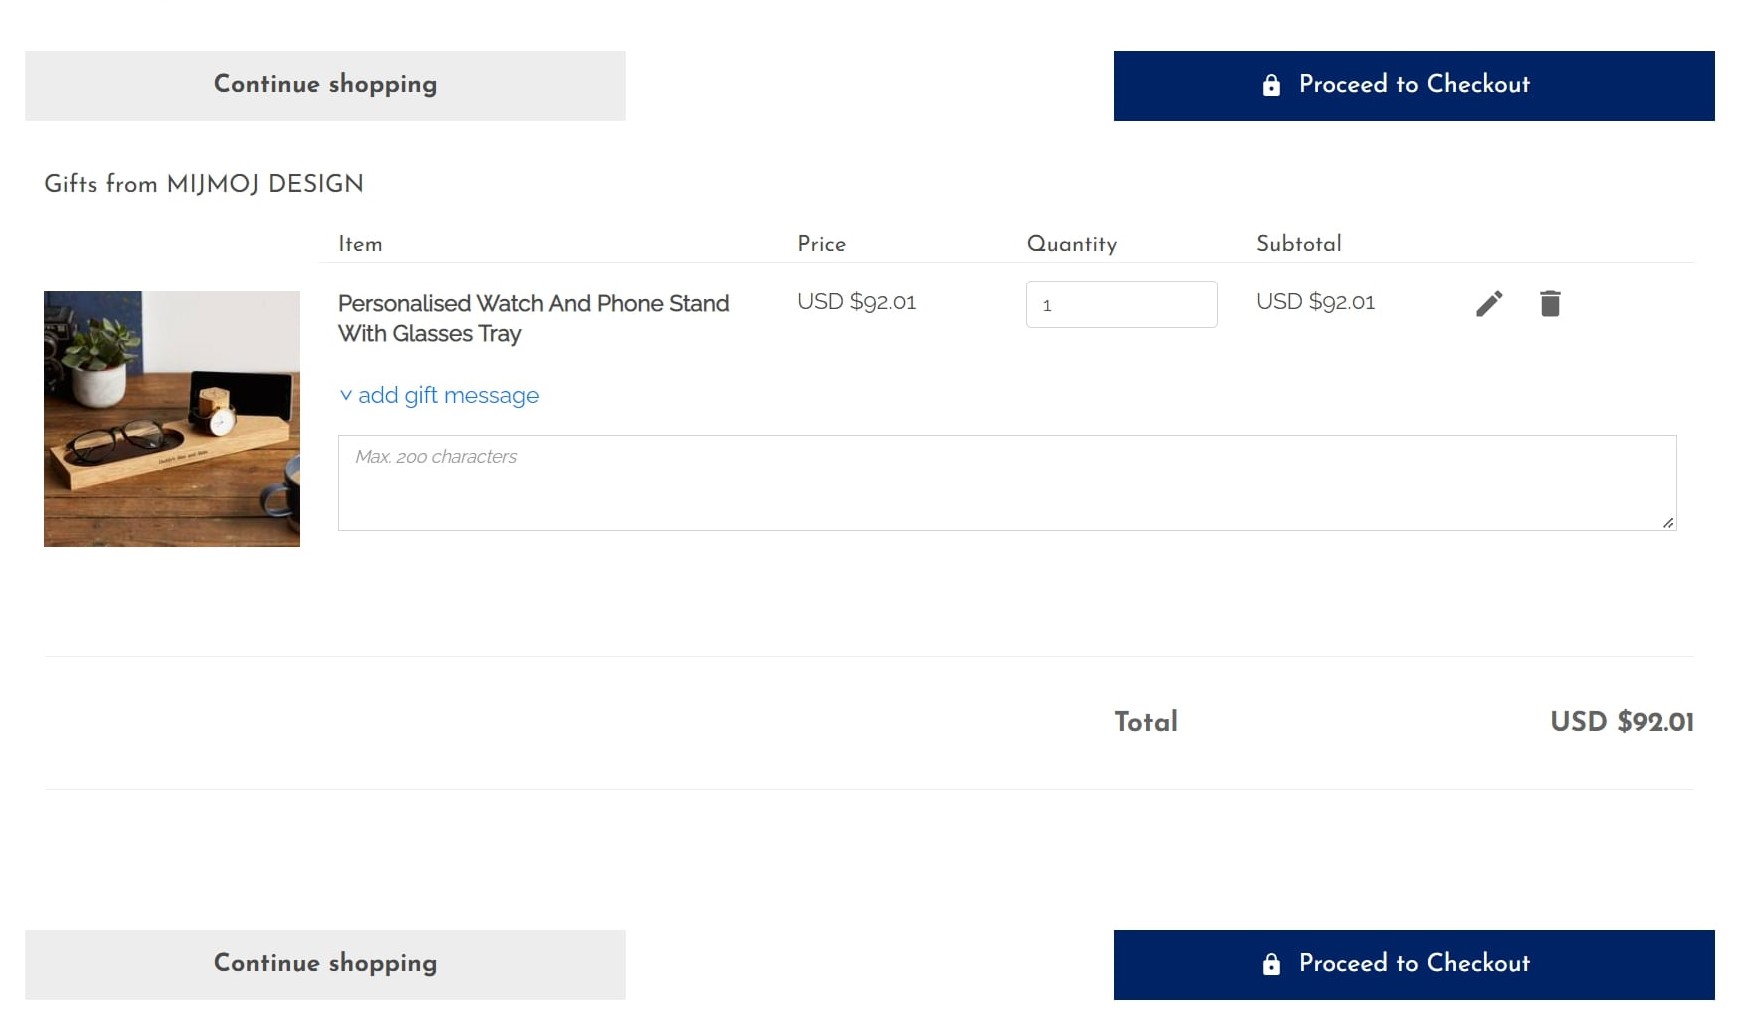 Continue shopping
Proceed to Checkout
Gifts from MIJMOJ DESIGN
Item Price Quantity Subtotal
Personalised Watch And Phone Stand USD $92.01 1 USD $92.01
With Glasses Tray
v add gift message
Max. 200 characters
Total USD $92.01
Continue shopping
Proceed to Checkout